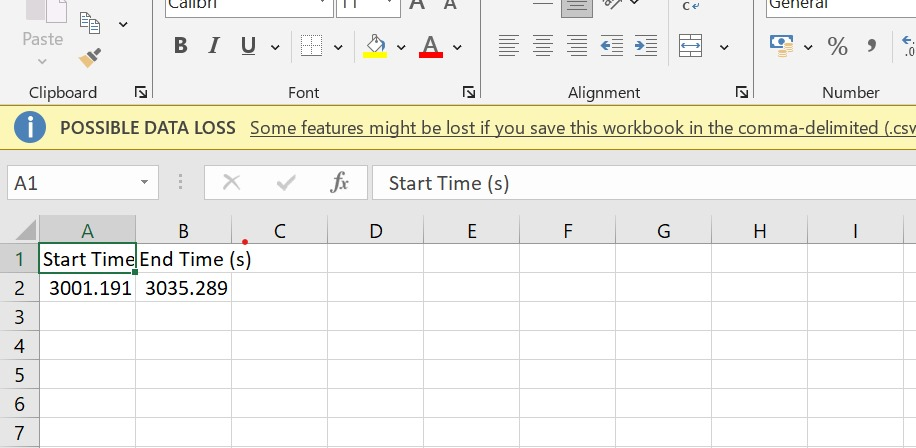 Calibri 11 A A General
Paste B I U A %
Clipboard Font Alignment Number
i POSSIBLE DATA LOSS Some features might be lost if you save this workbook in the comma-delimited (.csv
A1 fx Start Time (s)
A B C D E F G H I
1 Start Time End Time (s)
2 3001.191 3035.289
3
4
5
6
7